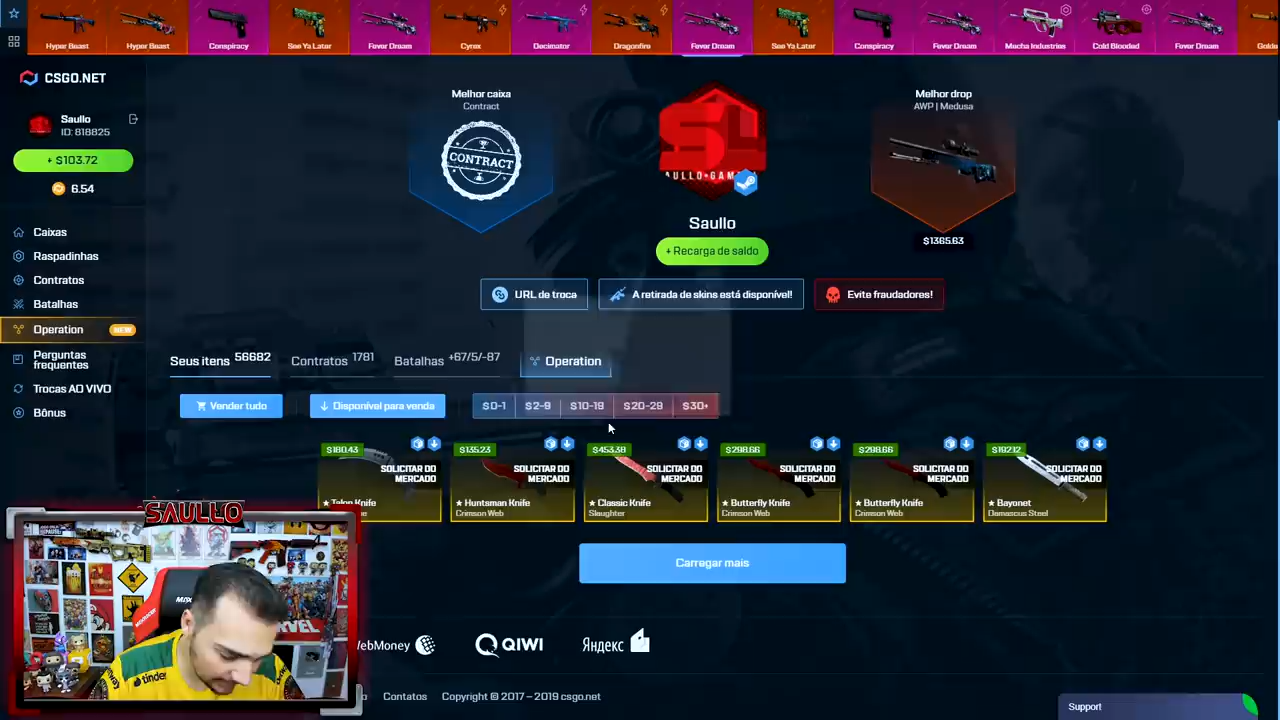 Hyper Beast
Hyper Beast
Conspiracy
See Ya Later
Fever Dream
Cyrex
Decimator
Dragonfire
Fever Dream
See Ya Later
Conspiracy
Fever Dream
Mecha Industries
Cold Blooded
Fever Dream
CSGO.NET
Saullo
ID: 818825
+ $103.72
6.54
Caixas
Raspadinhas
Contratos
Batalhas
Operation NEW
Perguntas
frequentes
Trocas AO VIVO
Bônus
Melhor caixa
Contract
CONTRACT
SL
AULLO-GAM
Saullo
+ Recarga de saldo
Melhor drop
AWP | Medusa
$1365.63
URL de troca
A retirada de skins está disponível!
Evite fraudadores!
Seus itens 56682
Contratos 1781
Batalhas +67/5/-87
Operation
Vender tudo
Disponível para venda
$0-1
$2-9
$10-19
$20-29
$30+
$180.43
SOLICITAR DO
MERCADO
★ Talon Knife
$135.23
SOLICITAR DO
MERCADO
★ Huntsman Knife
Crimson Web
$453.38
SOLICITAR DO
MERCADO
★ Classic Knife
Slaughter
$298.66
SOLICITAR DO
MERCADO
★ Butterfly Knife
Crimson Web
$298.66
SOLICITAR DO
MERCADO
★ Butterfly Knife
Crimson Web
$192.12
SOLICITAR DO
MERCADO
★ Bayonet
Damascus Steel
Carregar mais
SAULLO
MARVEL
tinder
WebMoney
QIWI
Яндекс
Contatos
Copyright © 2017 – 2019 csgo.net
Support